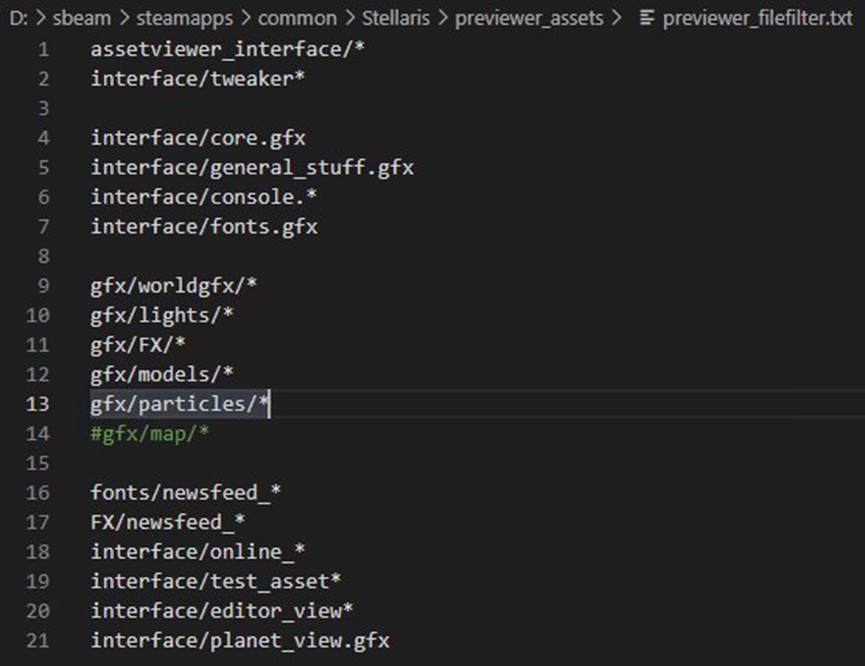 D: > sbeam > steamapps > common > Stellaris > previewer_assets > previewer_filefilter.txt
1 assetviewer_interface/*
2 interface/tweaker*
3
4 interface/core.gfx
5 interface/general_stuff.gfx
6 interface/console.*
7 interface/fonts.gfx
8
9 gfx/worldgfx/*
10 gfx/lights/*
11 gfx/FX/*
12 gfx/models/*
13 gfx/particles/*
14 #gfx/map/*
15
16 fonts/newsfeed_*
17 FX/newsfeed_*
18 interface/online_*
19 interface/test_asset*
20 interface/editor_view*
21 interface/planet_view.gfx